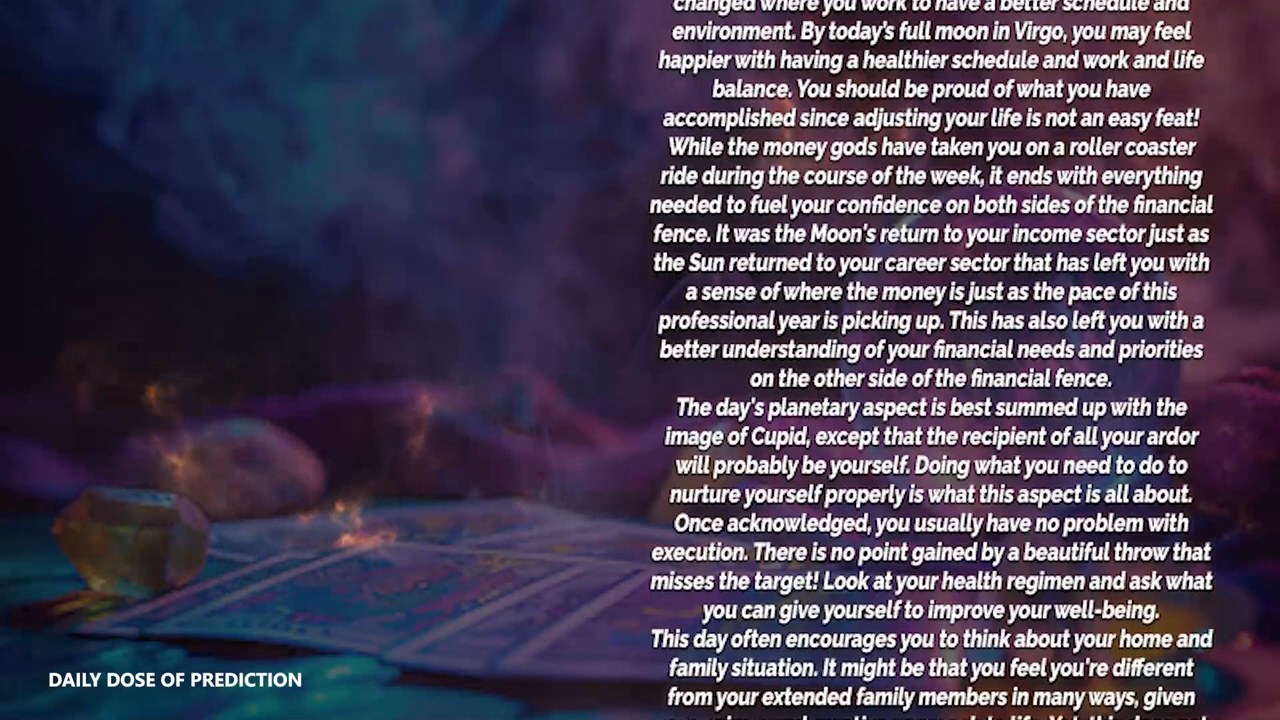 changed where you work to have a better schedule and
environment. By today's full moon in Virgo, you may feel
happier with having a healthier schedule and work and life
balance. You should be proud of what you have
accomplished since adjusting your life is not an easy feat!
While the money gods have taken you on a roller coaster
ride during the course of the week, it ends with everything
needed to fuel your confidence on both sides of the financial
fence. It was the Moon's return to your income sector just as
the Sun returned to your career sector that has left you with
a sense of where the money is just as the pace of this
professional year is picking up. This has also left you with a
better understanding of your financial needs and priorities
on the other side of the financial fence.
The day's planetary aspect is best summed up with the
image of Cupid, except that the recipient of all your ardor
will probably be yourself. Doing what you need to do to
nurture yourself properly is what this aspect is all about.
Once acknowledged, you usually have no problem with
execution. There is no point gained by a beautiful throw that
misses the target! Look at your health regimen and ask what
you can give yourself to improve your well-being.
This day often encourages you to think about your home and
family situation. It might be that you feel you're different
from your extended family members in many ways, given
DAILY DOSE OF PREDICTION